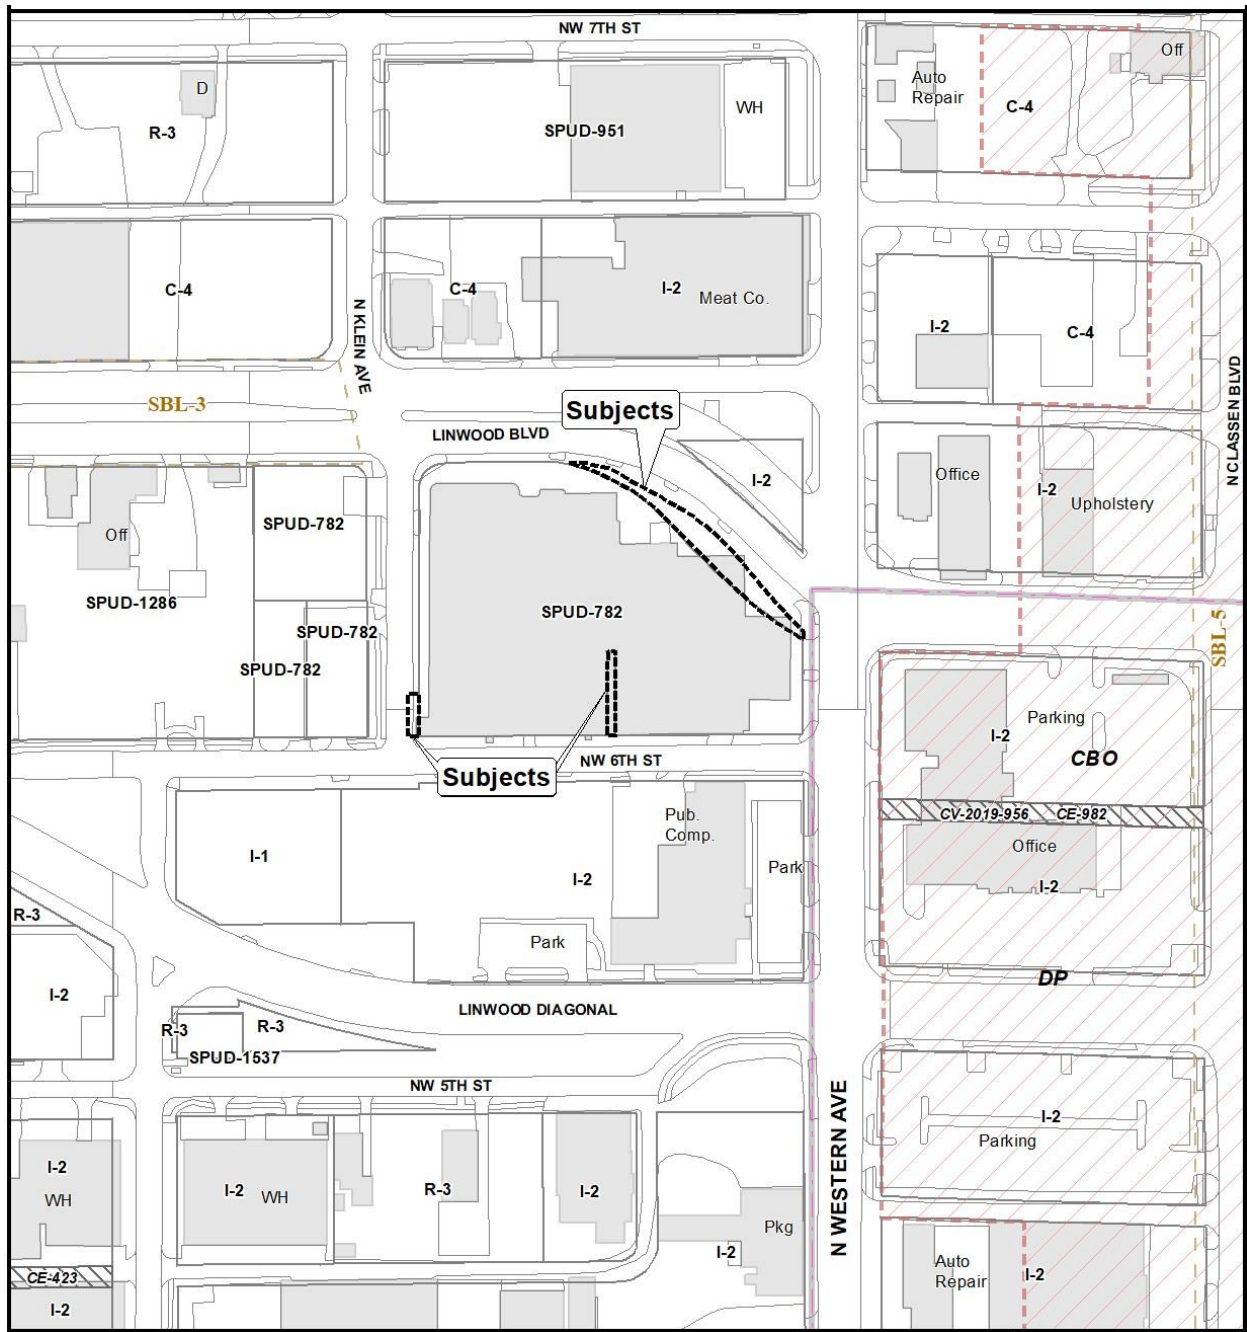 NW 7TH ST
Off
D
Auto
Repair
WH
C-4
R-3
SPUD-951
C-4
C-4
I-2
Meat Co.
N KLEIN AVE
I-2
C-4
N CLASSEN BLVD
SBL-3
Subjects
LINWOOD BLVD
I-2
Office
I-2
Upholstery
SPUD-782
Off
SPUD-1286
SPUD-782
SPUD-782
SPUD-782
SPUD-782
SBL-5
Parking
I-2
CBO
NW 6TH ST
Subjects
CV-2019-956
CE-982
Pub.
Comp.
Office
I-1
I-2
Park
I-2
R-3
Park
DP
I-2
LINWOOD DIAGONAL
R-3
R-3
SPUD-1537
NW 5TH ST
N WESTERN AVE
I-2
Parking
I-2
WH
I-2
WH
R-3
I-2
Pkg
I-2
Auto
Repair
I-2
CE-423
I-2